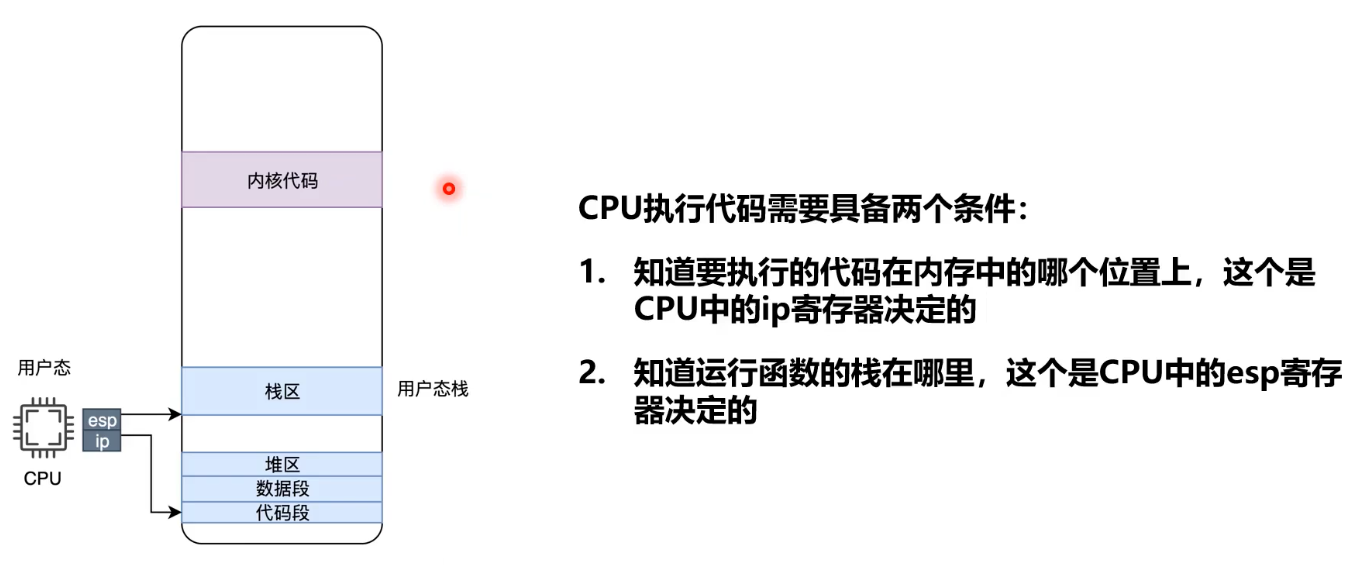 内核代码
用户态
栈区
用户态栈
esp
ip
CPU
堆区
数据段
代码段
CPU执行代码需要具备两个条件：
1. 知道要执行的代码在内存中的哪个位置上，这个是
CPU中的ip寄存器决定的
2. 知道运行函数的栈在哪里，这个是CPU中的esp寄存
器决定的